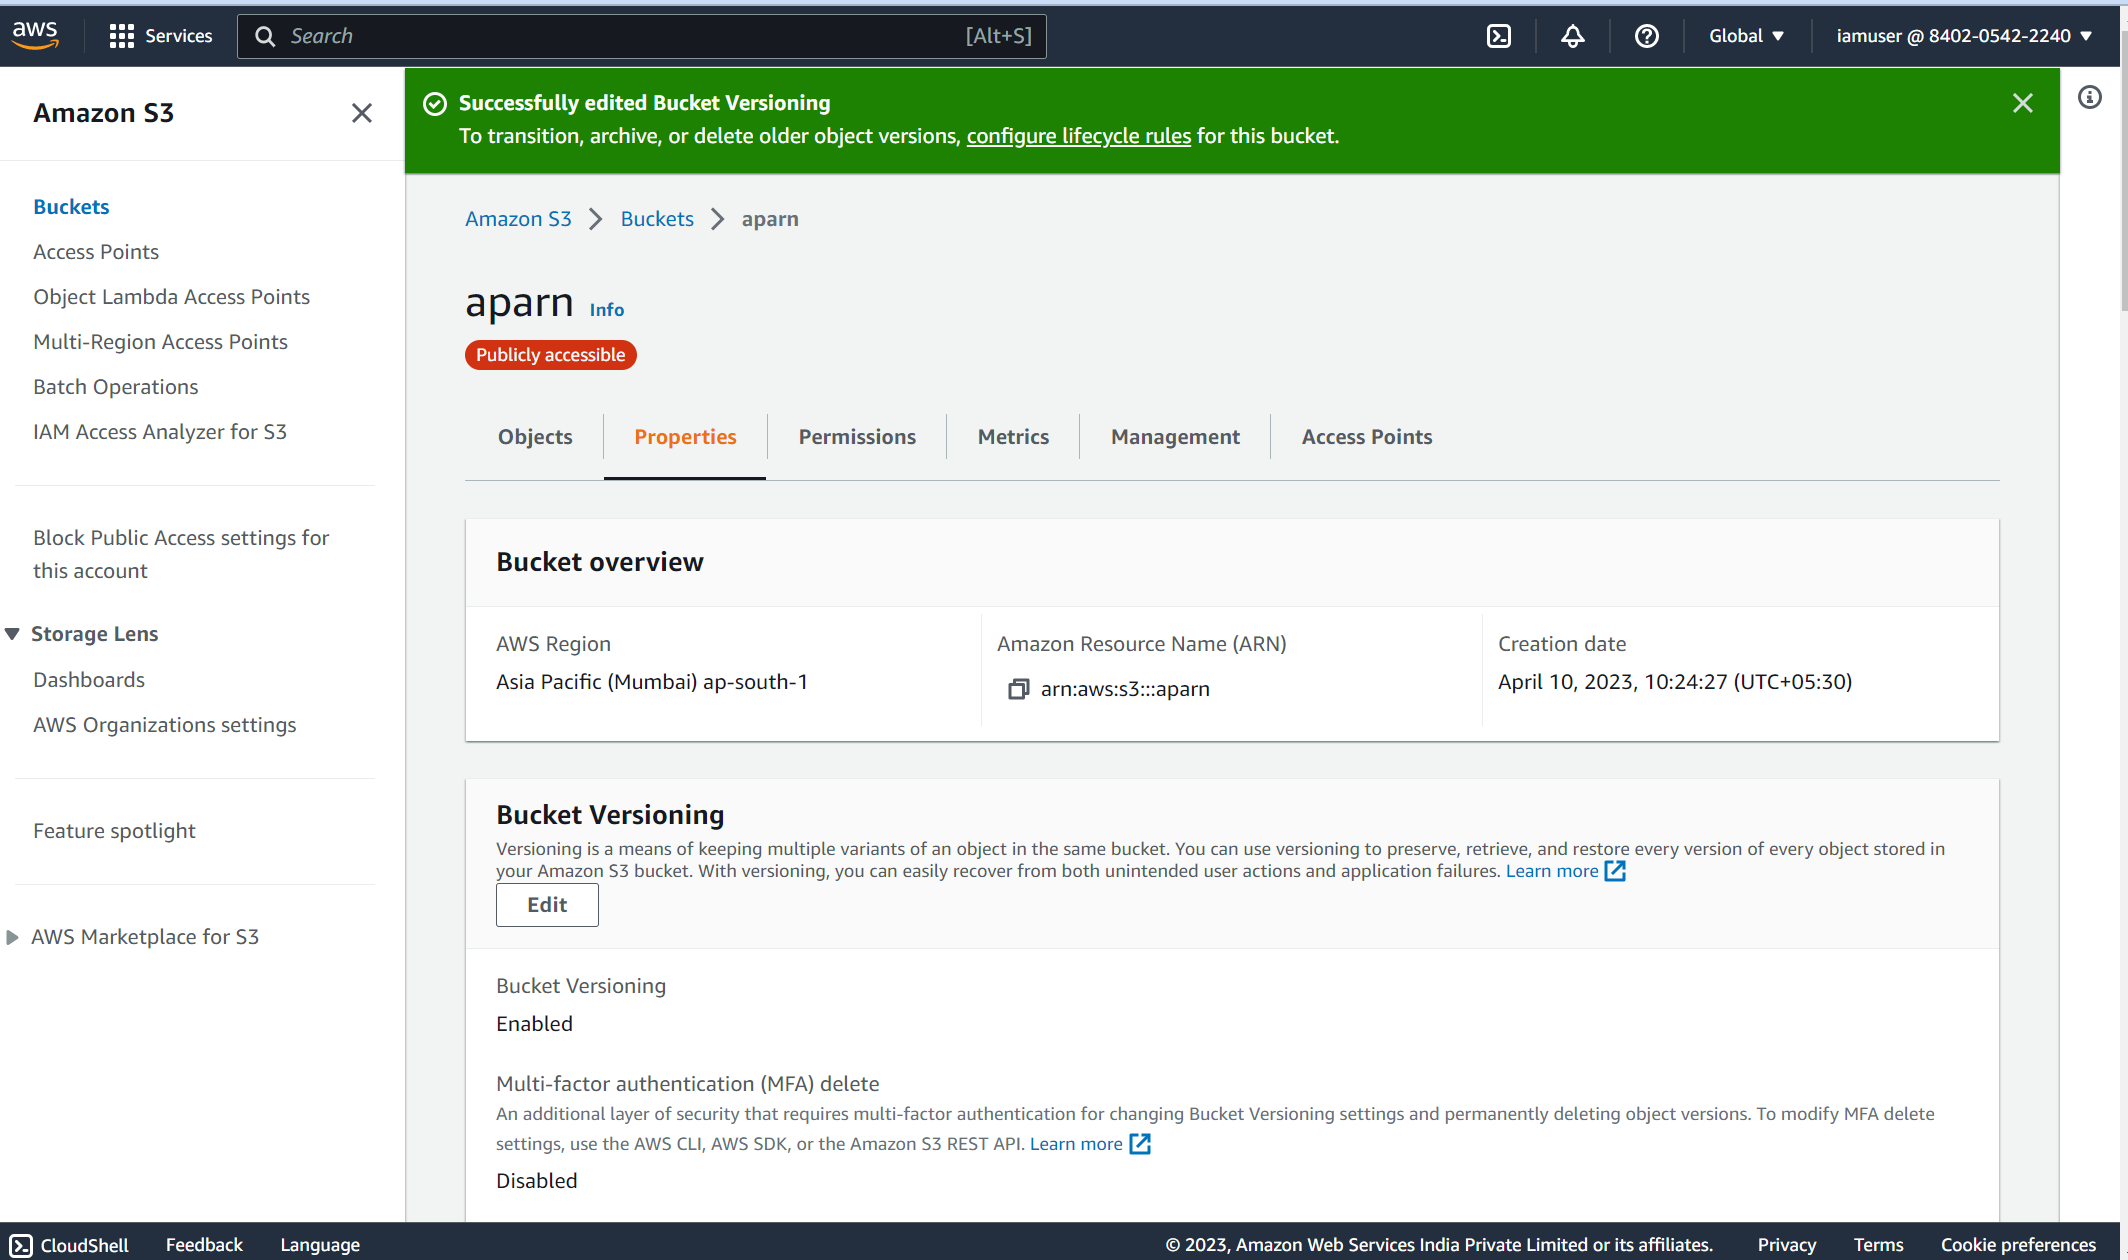 aws
Services
Search
[Alt+S]
Global
iamuser @ 8402-0542-2240
Amazon S3
Buckets
Access Points
Object Lambda Access Points
Multi-Region Access Points
Batch Operations
IAM Access Analyzer for S3
Block Public Access settings for
this account
Storage Lens
Dashboards
AWS Organizations settings
Feature spotlight
AWS Marketplace for S3
Successfully edited Bucket Versioning
To transition, archive, or delete older object versions, configure lifecycle rules for this bucket.
Amazon S3 > Buckets > aparn
aparn Info
Publicly accessible
Objects
Properties
Permissions
Metrics
Management
Access Points
Bucket overview
AWS Region
Asia Pacific (Mumbai) ap-south-1
Amazon Resource Name (ARN)
arn:aws:s3:::aparn
Creation date
April 10, 2023, 10:24:27 (UTC+05:30)
Bucket Versioning
Versioning is a means of keeping multiple variants of an object in the same bucket. You can use versioning to preserve, retrieve, and restore every version of every object stored in
your Amazon S3 bucket. With versioning, you can easily recover from both unintended user actions and application failures. Learn more
Edit
Bucket Versioning
Enabled
Multi-factor authentication (MFA) delete
An additional layer of security that requires multi-factor authentication for changing Bucket Versioning settings and permanently deleting object versions. To modify MFA delete
settings, use the AWS CLI, AWS SDK, or the Amazon S3 REST API. Learn more
Disabled
CloudShell
Feedback
Language
© 2023, Amazon Web Services India Private Limited or its affiliates.
Privacy
Terms
Cookie preferences